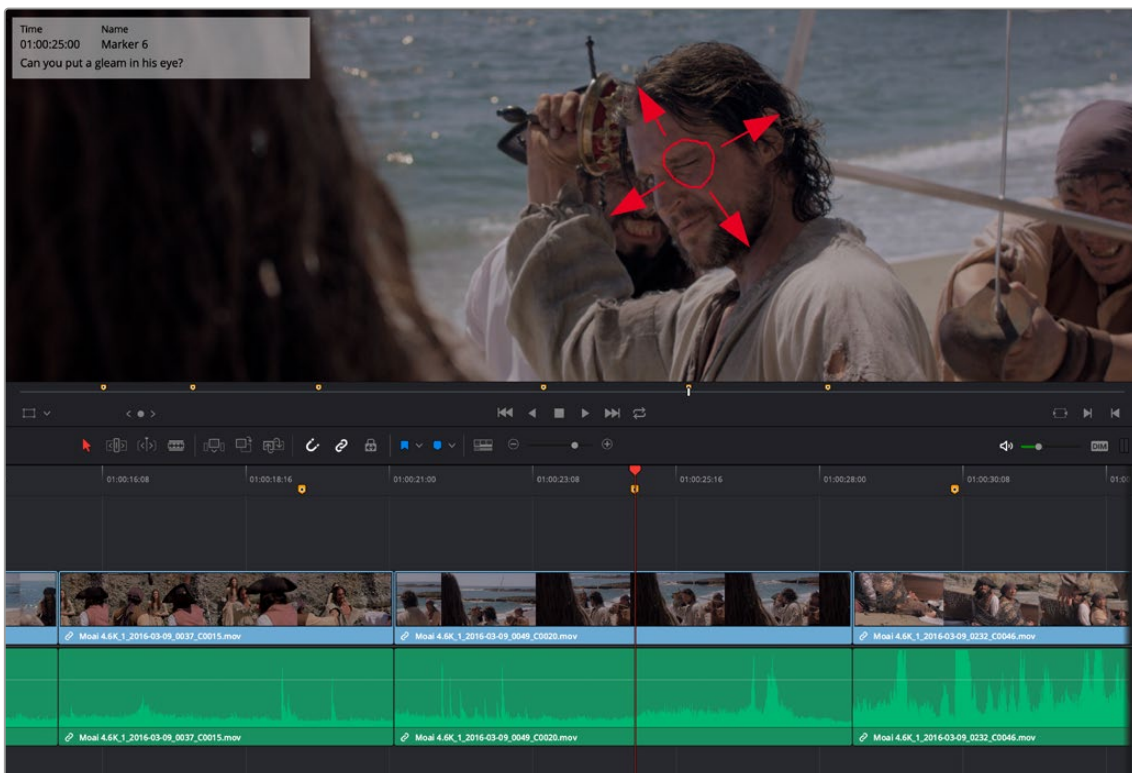 Time Name
01:00:25:00 Marker 6
Can you put a gleam in his eye?
DIM
01:00:16:08 01:00:18:16 01:00:21:00 01:00:23:08 01:00:25:16 01:00:28:00 01:00:30:08
Moai 4.6K_1_2016-03-09_0037_C0015.mov Moai 4.6K_1_2016-03-09_0049_C0020.mov Moai 4.6K_1_2016-03-09_0232_C0046.mov
Moai 4.6K_1_2016-03-09_0037_C0015.mov Moai 4.6K_1_2016-03-09_0049_C0020.mov Moai 4.6K_1_2016-03-09_0232_C0046.mov